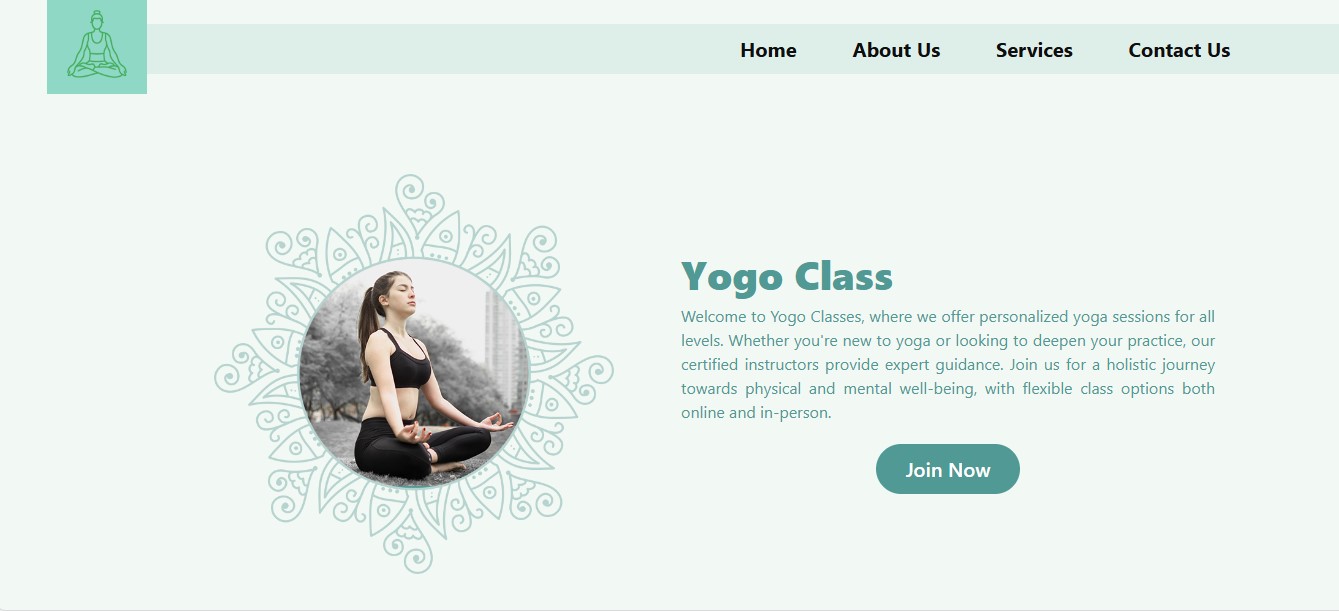 Home About Us Services Contact Us
Yogo Class
Welcome to Yogo Classes, where we offer personalized yoga sessions for all
levels. Whether you're new to yoga or looking to deepen your practice, our
certified instructors provide expert guidance. Join us for a holistic journey
towards physical and mental well-being, with flexible class options both
online and in-person.
Join Now